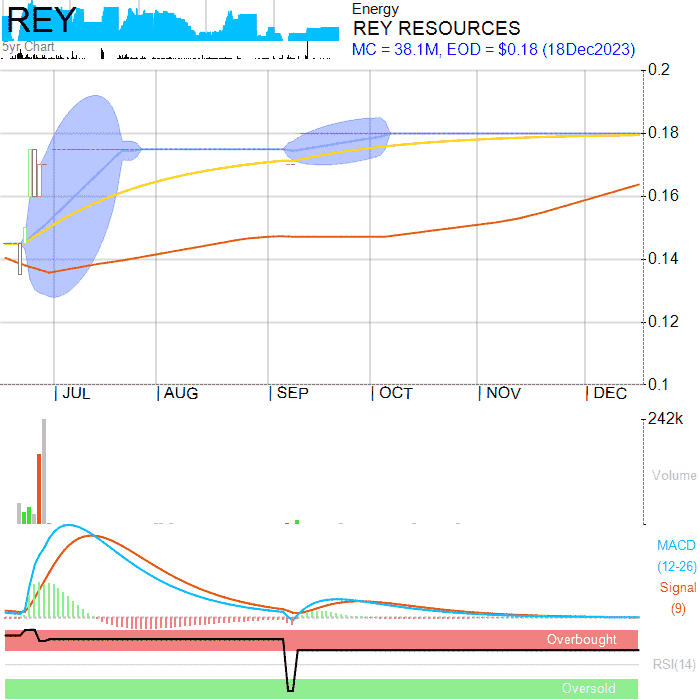 REY
Energy
REY RESOURCES
5yr Chart
MC = 38.1M, EOD = $0.18 (18Dec2023)
0.2
0.18
0.16
0.14
0.12
0.1
JUL AUG SEP OCT NOV DEC
242k
Volume
MACD
(12-26)
Signal
(9)
Overbought
RSI(14)
Oversold